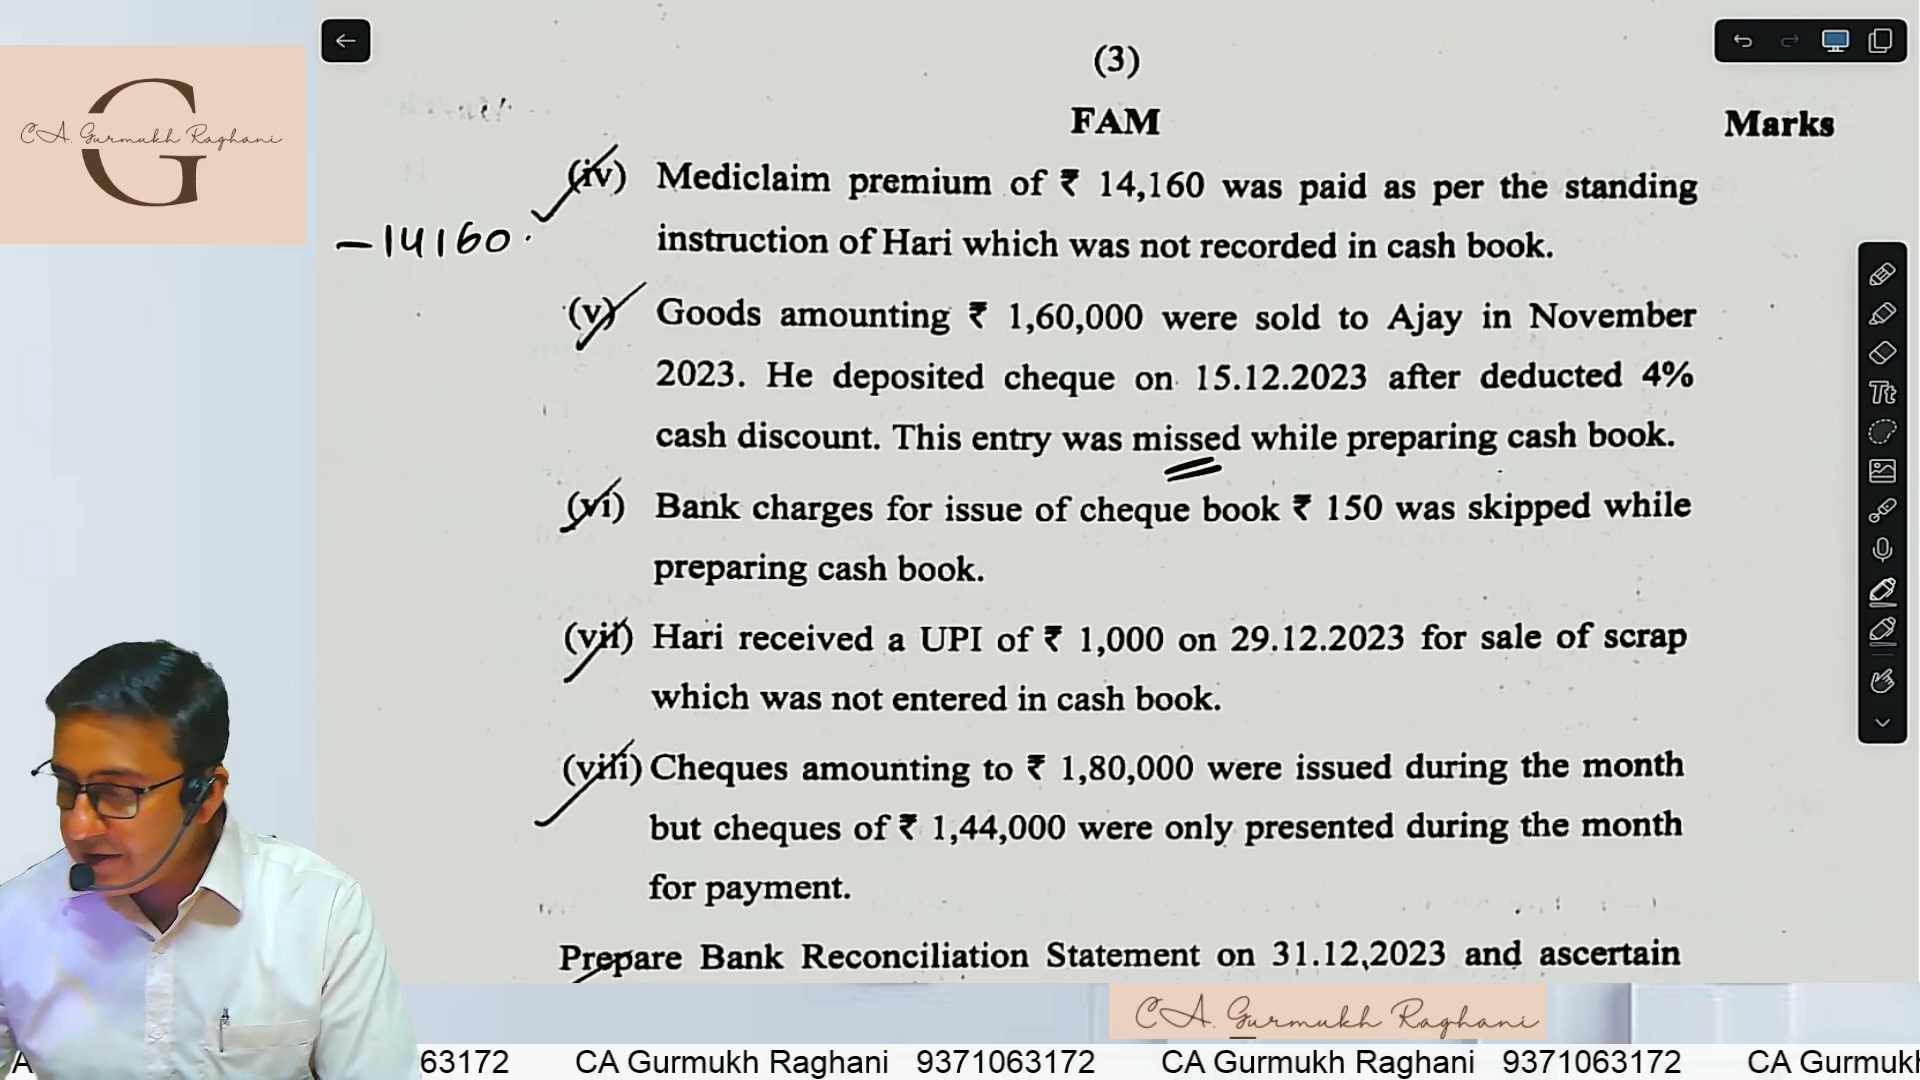 (3)
FAM
Marks
CA. Gurmukh Raghani
G
(iv) Mediclaim premium of ₹ 14,160 was paid as per the standing
instruction of Hari which was not recorded in cash book.
-14160.
(v) Goods amounting ₹ 1,60,000 were sold to Ajay in November
2023. He deposited cheque on 15.12.2023 after deducted 4%
cash discount. This entry was missed while preparing cash book.
(vi) Bank charges for issue of cheque book ₹ 150 was skipped while
preparing cash book.
(vii) Hari received a UPI of ₹ 1,000 on 29.12.2023 for sale of scrap
which was not entered in cash book.
(viii) Cheques amounting to ₹ 1,80,000 were issued during the month
but cheques of ₹ 1,44,000 were only presented during the month
for payment.
Prepare Bank Reconciliation Statement on 31.12,2023 and ascertain
CA. Gurmukh Raghani
A 63172 CA Gurmukh Raghani 9371063172 CA Gurmukh Raghani 9371063172 CA Gurmukh
Tt